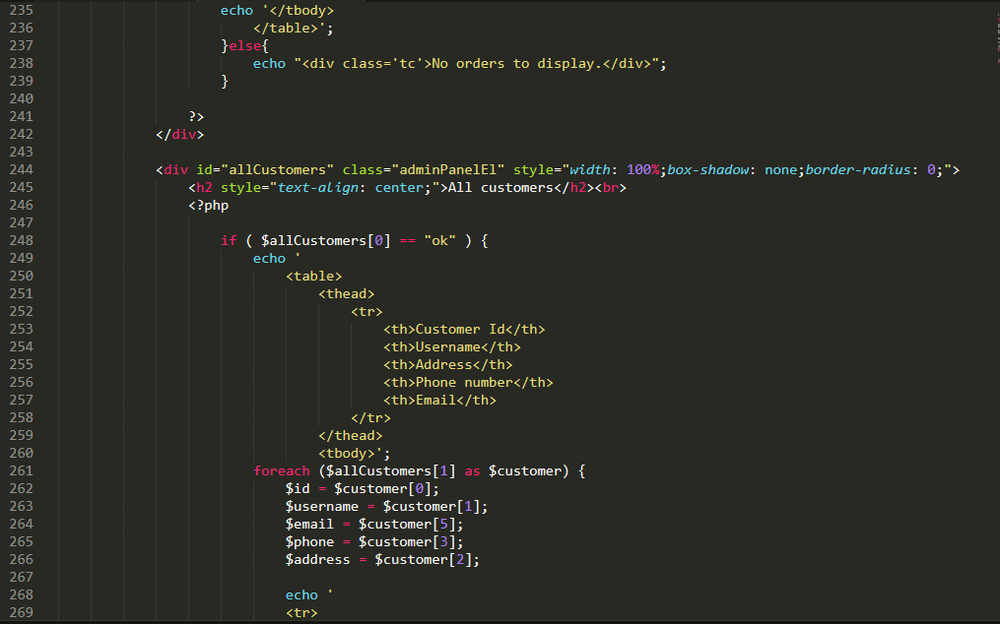 235 echo '</tbody>
236 </table>';
237 }else{
238 echo "<div class='tc'>No orders to display.</div>";
239 }
240
241 ?>
242 </div>
243
244 <div id="allCustomers" class="adminPanelEl" style="width: 100%;box-shadow: none;border-radius: 0;">
245 <h2 style="text-align: center;">All customers</h2><br>
246 <?php
247
248 if ( $allCustomers[0] == "ok" ) {
249 echo '
250 <table>
251 <thead>
252 <tr>
253 <th>Customer Id</th>
254 <th>Username</th>
255 <th>Address</th>
256 <th>Phone number</th>
257 <th>Email</th>
258 </tr>
259 </thead>
260 <tbody>';
261 foreach ($allCustomers[1] as $customer) {
262 $id = $customer[0];
263 $username = $customer[1];
264 $email = $customer[5];
265 $phone = $customer[3];
266 $address = $customer[2];
267
268 echo '
269 <tr>